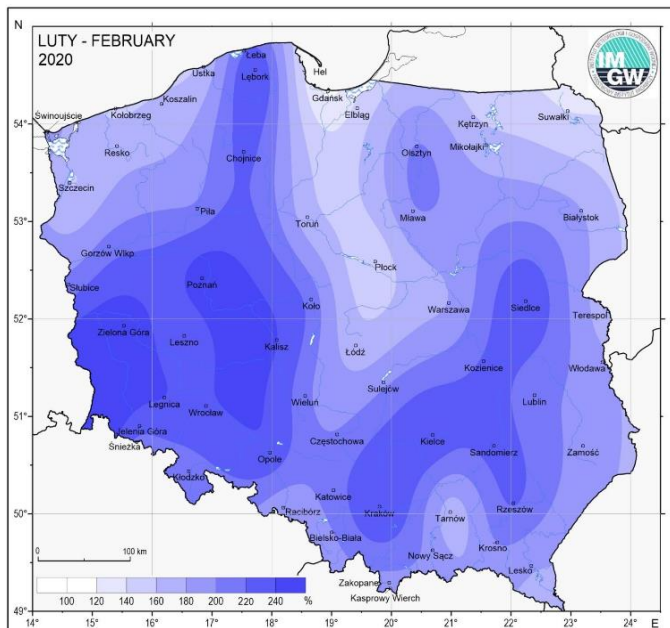 N
LUTY - FEBRUARY
2020
IMGW
Łeba
Ustka
Lębork
Hel
Koszalin
Gdańsk
Świnoujście
Kołobrzeg
Elbląg
Kętrzyn
Suwałki
54°
Resko
Chojnice
Olsztyn
Mikołajki
Szczecin
Piła
Toruń
Mława
Białystok
53°
Gorzów Wlkp
Płock
Słubice
Poznań
Koło
Warszawa
Siedlce
Terespol
52°
Zielona Góra
Leszno
Kalisz
Łódź
Kozienice
Włodawa
Sulejów
Legnica
Wrocław
Wieluń
Lublin
51°
Jelenia Góra
Częstochowa
Kielce
Sandomierz
Zamość
Śnieżka
Opole
Kłodzko
Katowice
Racibórz
Kraków
Tarnów
Rzeszów
50°
Bielsko-Biała
Nowy Sącz
Krosno
0 100 km
Lesko
Zakopane
Kasprowy Wierch
100 120 140 160 180 200 220 240 %
49°
14° 15° 16° 17° 18° 19° 20° 21° 22° 23° 24° E